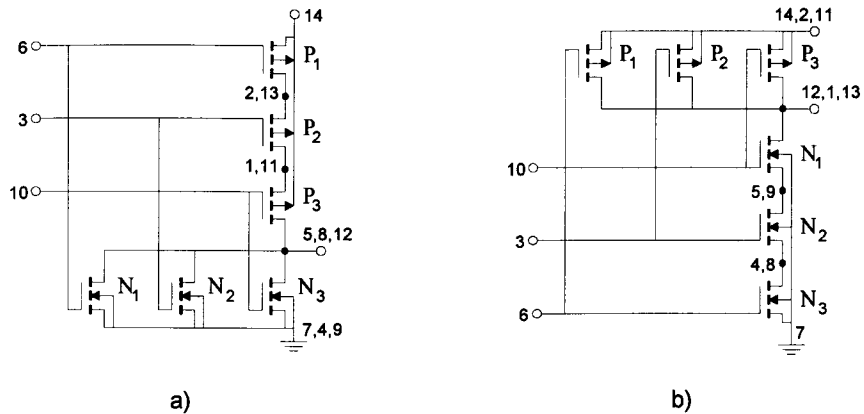 14
6
P1
2,13
3
P2
1,11
10
P3
5,8,12
N1
N2
N3
7,4,9
a)
14,2,11
P1
P2
P3
12,1,13
N1
10
5,9
N2
3
4,8
N3
6
7
b)